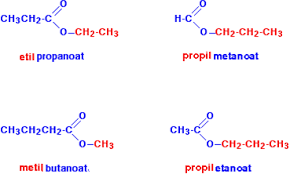 CH3CH2-C
O
O-CH2-CH3
etil propanoat
H-C
O
O-CH2-CH2-CH3
propil metanoat
CH3CH2CH2-C
O
O-CH3
metil butanoat.
CH3-C
O
O-CH2-CH2-CH3
propil etanoat